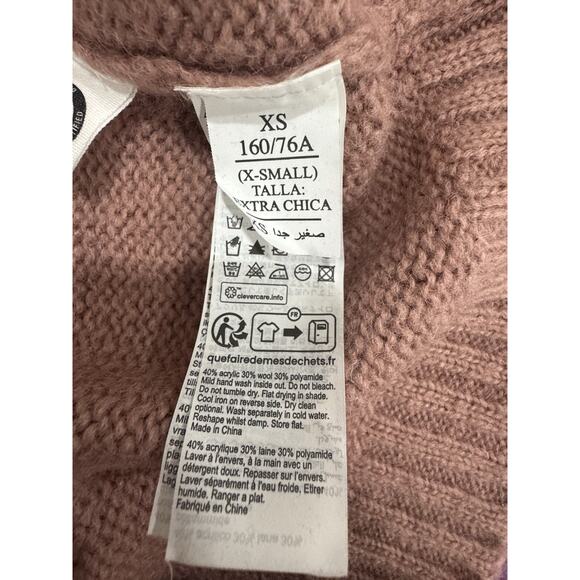 XS
160/76A
(X-SMALL)
TALLA:
EXTRA CHICA
صغير جدا XS
clevercare.info
FR
quefairedemesdechets.fr
40% acrylic 30% wool 30% polyamide
Mild hand wash inside out. Do not bleach.
Do not tumble dry. Flat drying in shade.
Cool iron on reverse side. Dry clean
optional. Wash separately in cold water.
Reshape whilst damp. Store flat.
Made in China
40% acrylique 30% laine 30% polyamide
Laver à l'envers, à la main avec un
détergent doux. Repasser sur l'envers.
Laver séparément à l'eau froide. Etirer
humide. Ranger a plat.
Fabriqué en Chine